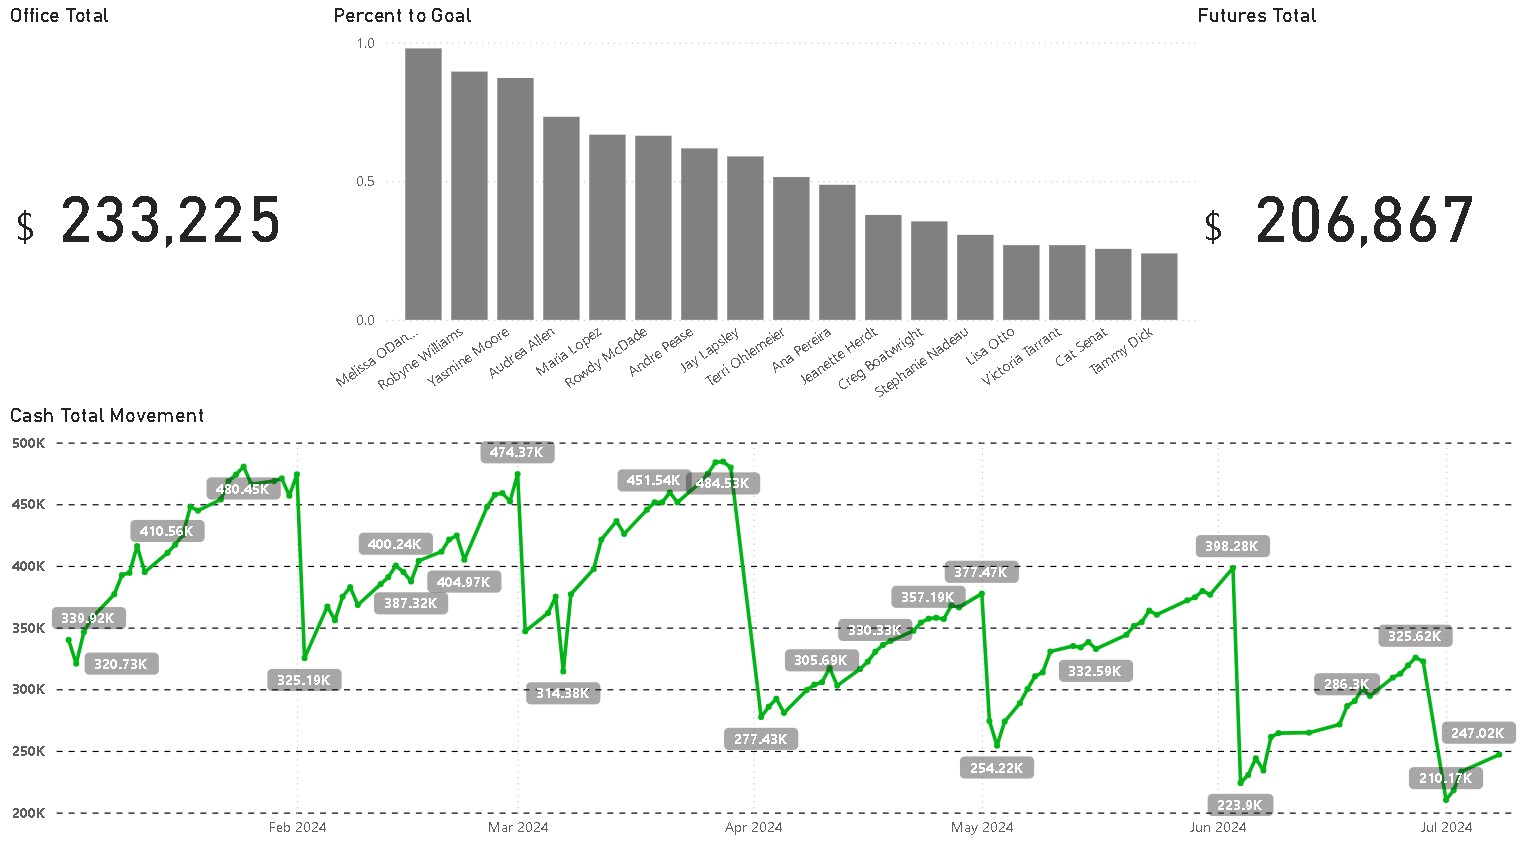 Office Total
$ 233,225
Percent to Goal
1.0
0.5
0.0
Melissa ODan...
Robyne Williams
Yasmine Moore
Audrea Allen
Maria Lopez
Rowdy McDade
Andre Pease
Jay Lapsley
Terri Ohlemeier
Ana Pereira
Jeanette Herdt
Creg Boatwright
Stephanie Nadeau
Lisa Otto
Victoria Tarrant
Cat Senat
Tammy Dick
Futures Total
$ 206,867
Cash Total Movement
500K
450K
400K
350K
300K
250K
200K
339.92K
320.73K
410.56K
480.45K
325.19K
400.24K
387.32K
404.97K
474.37K
314.38K
451.54K
484.53K
277.43K
305.69K
330.33K
357.19K
377.47K
254.22K
332.59K
398.28K
223.9K
286.3K
325.62K
210.17K
247.02K
Feb 2024
Mar 2024
Apr 2024
May 2024
Jun 2024
Jul 2024